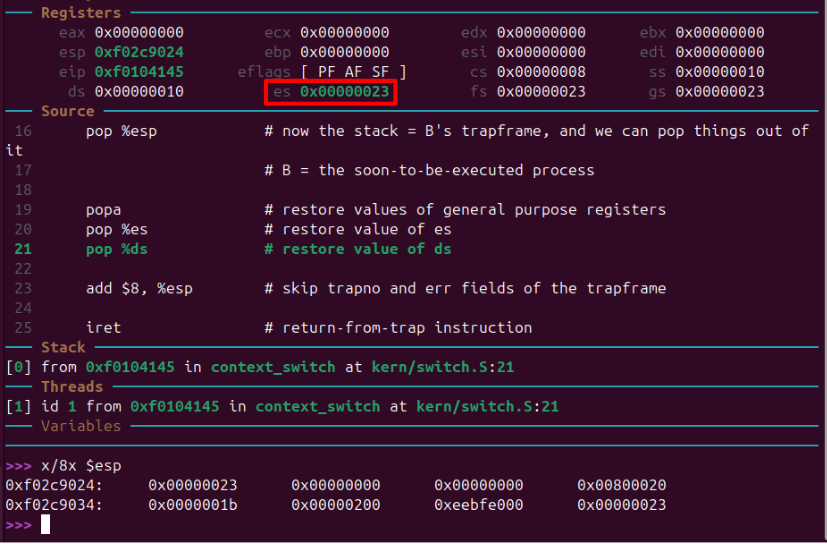 Registers
eax 0x00000000 ecx 0x00000000 edx 0x00000000 ebx 0x00000000
esp 0xf02c9024 ebp 0x00000000 esi 0x00000000 edi 0x00000000
eip 0xf0104145 eflags [ PF AF SF ] cs 0x00000008 ss 0x00000010
ds 0x00000010 es 0x00000023 fs 0x00000023 gs 0x00000023
Source
16 pop %esp # now the stack = B's trapframe, and we can pop things out of
it
17 # B = the soon-to-be-executed process
18
19 popa # restore values of general purpose registers
20 pop %es # restore value of es
21 pop %ds # restore value of ds
22
23 add $8, %esp # skip trapno and err fields of the trapframe
24
25 iret # return-from-trap instruction
Stack
[0] from 0xf0104145 in context_switch at kern/switch.S:21
Threads
[1] id 1 from 0xf0104145 in context_switch at kern/switch.S:21
Variables
>>> x/8x $esp
0xf02c9024: 0x00000023 0x00000000 0x00000000 0x00800020
0xf02c9034: 0x0000001b 0x00000200 0xeebfe000 0x00000023
>>>